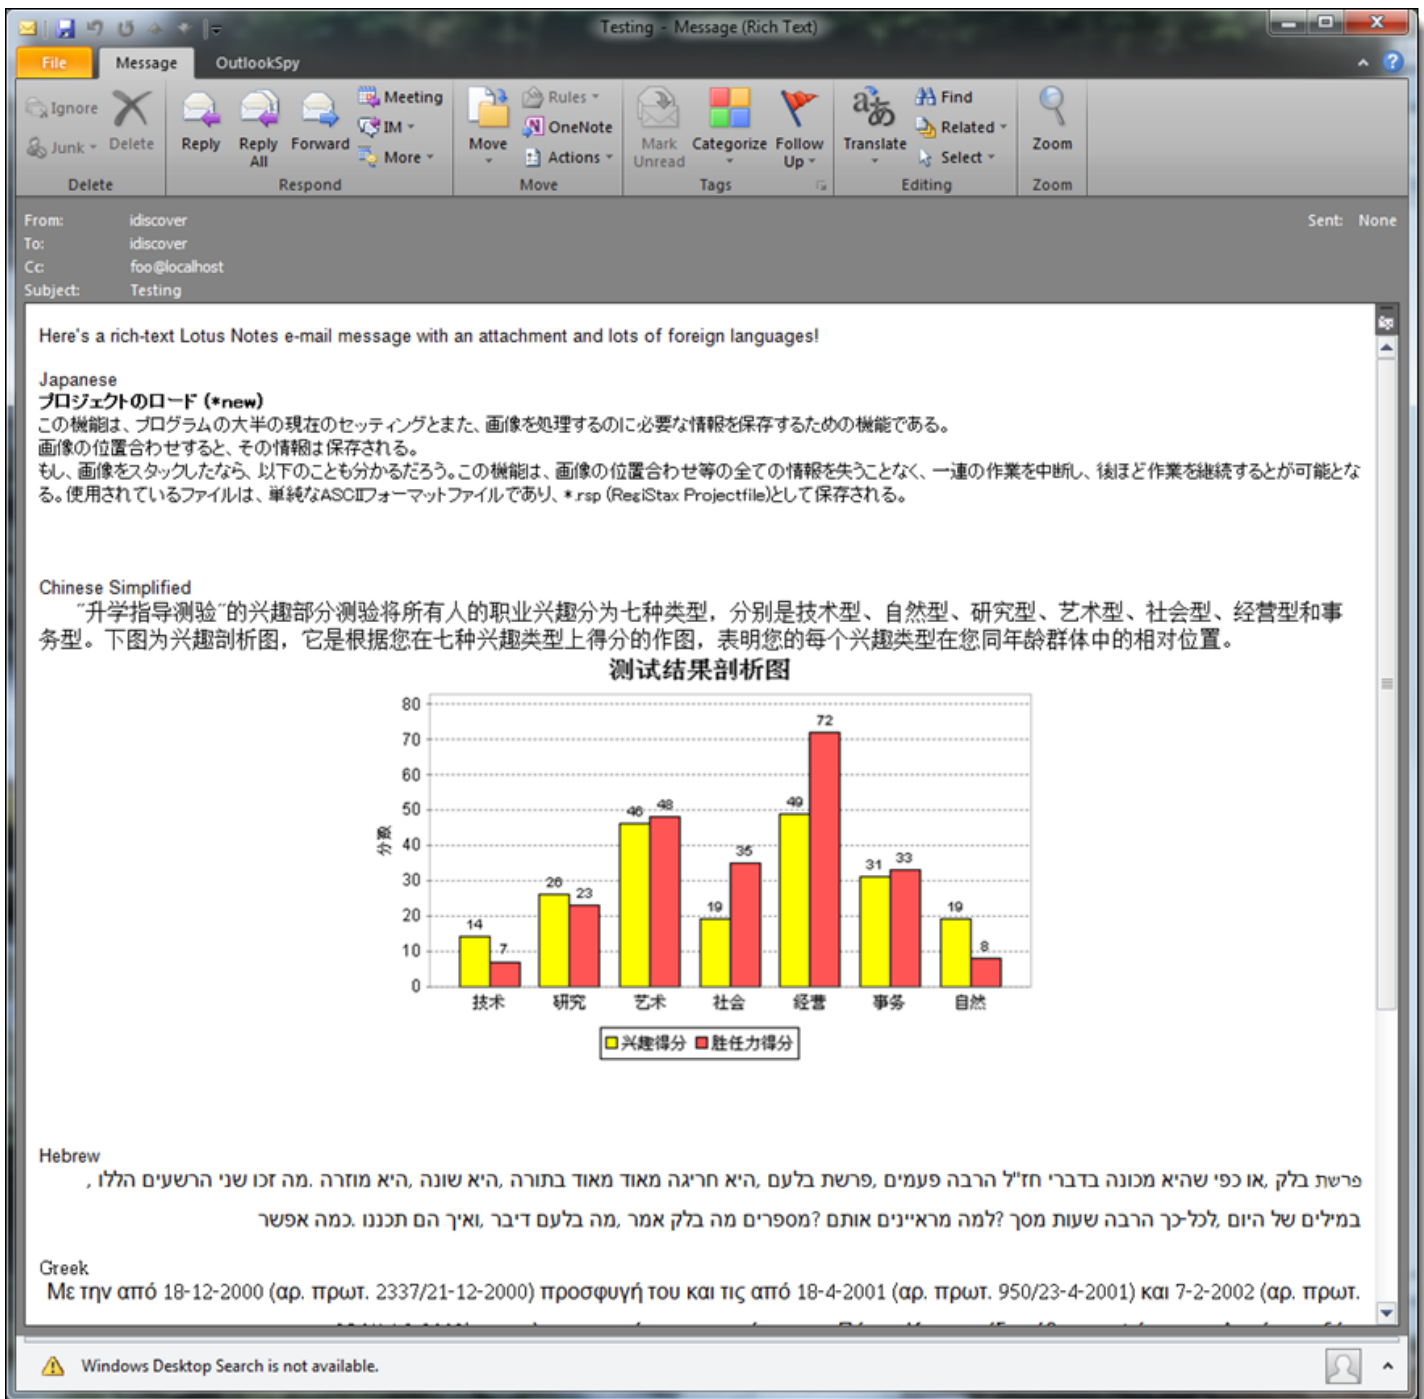 Testing - Message (Rich Text)
File Message OutlookSpy
Ignore
Junk
Delete
Delete
Reply
Reply All
Forward
Meeting
IM
More
Respond
Move
Rules
OneNote
Actions
Move
Mark Unread
Categorize
Follow Up
Tags
Translate
Find
Related
Select
Editing
Zoom
Zoom
From: idiscover
Sent: None
To: idiscover
Cc: foo@localhost
Subject: Testing
Here's a rich-text Lotus Notes e-mail message with an attachment and lots of foreign languages!
Japanese
プロジェクトのロード (*new)
この機能は、プログラムの大半の現在のセッティングとまた、画像を処理するのに必要な情報を保存するための機能である。
画像の位置合わせすると、その情報は保存される。
もし、画像をスタックしたなら、以下のことも分かるだろう。この機能は、画像の位置合わせ等の全ての情報を失うことなく、一連の作業を中断し、後ほど作業を継続するとが可能とな
る。使用されているファイルは、単純なASCIIフォーマットファイルであり、*.rsp (RegiStax Projectfile)として保存される。
Chinese Simplified
"升学指导测验"的兴趣部分测验将所有人的职业兴趣分为七种类型，分别是技术型、自然型、研究型、艺术型、社会型、经营型和事
务型。下图为兴趣剖析图，它是根据您在七种兴趣类型上得分的作图，表明您的每个兴趣类型在您同年龄群体中的相对位置。
测试结果剖析图
分数
80
70
60
50
40
30
20
10
0
14 7 26 23 46 48 19 35 49 72 31 33 19 8
技术 研究 艺术 社会 经营 事务 自然
兴趣得分 胜任力得分
Hebrew
פרשת בלק ,או כפי שהיא מכונה בדברי חז"ל הרבה פעמים ,פרשת בלעם ,היא חריגה מאוד מאוד בתורה ,היא שונה ,היא מוזרה .מה זכו שני הרשעים הללו ,
במילים של היום ,לכל-כך הרבה שעות מסך ?למה מראיינים אותם ?מספרים מה בלק אמר ,מה בלעם דיבר ,ואיך הם תכננו .כמה אפשר
Greek
Με την από 18-12-2000 (αρ. πρωτ. 2337/21-12-2000) προσφυγή του και τις από 18-4-2001 (αρ. πρωτ. 950/23-4-2001) και 7-2-2002 (αρ. πρωτ.
Windows Desktop Search is not available.